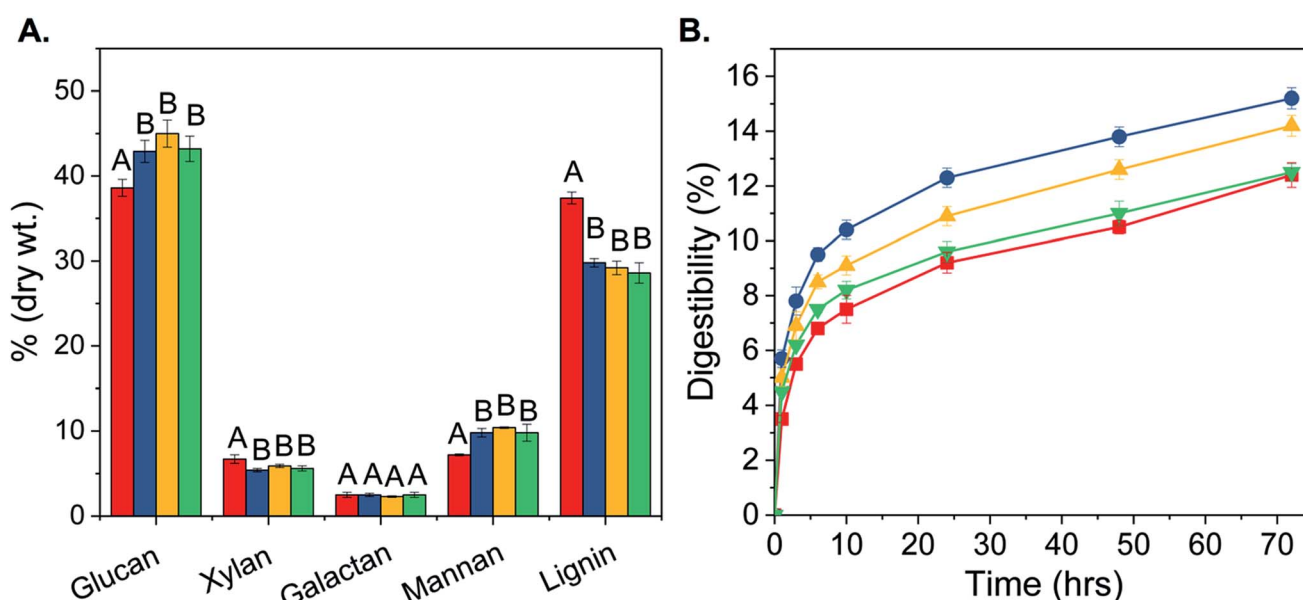 A.
% (dry wt.)
50
40
30
20
10
0
A B B B
A B B B
A A A A
A B B B
A B B B
Glucan
Xylan
Galactan
Mannan
Lignin
B.
Digestibility (%)
16
14
12
10
8
6
4
2
0
0 10 20 30 40 50 60 70
Time (hrs)